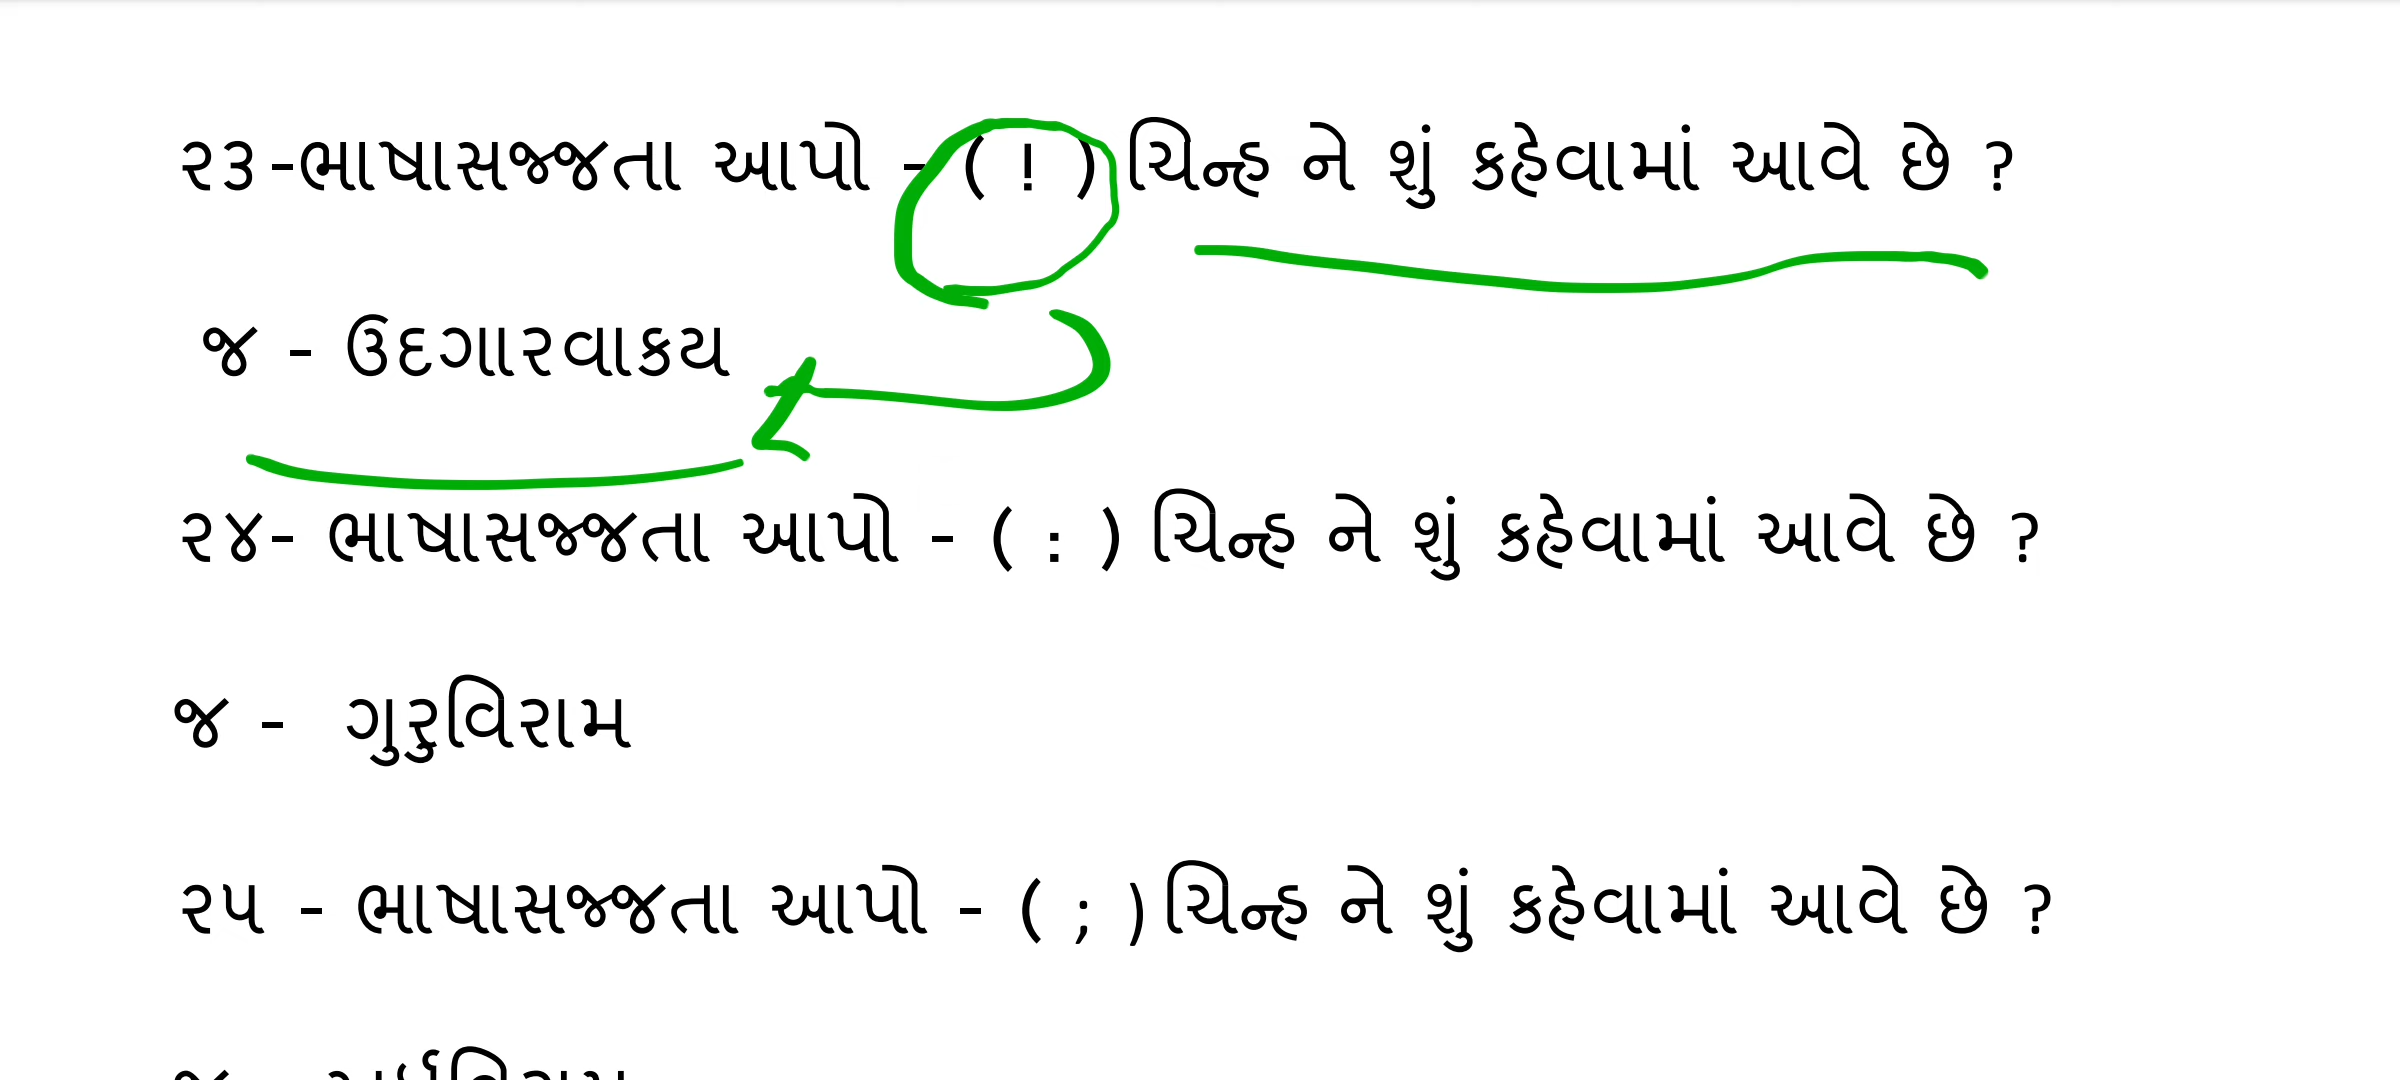 ૨૩-ભાષાસજ્જતા આપો - ( ! ) ચિન્હ ને શું કહેવામાં આવે છે ?
જ - ઉદગારવાકય
૨૪- ભાષાસજ્જતા આપો - ( : ) ચિન્હ ને શું કહેવામાં આવે છે ?
જ - ગુરુવિરામ
૨૫ - ભાષાસજ્જતા આપો - ( ; ) ચિન્હ ને શું કહેવામાં આવે છે ?